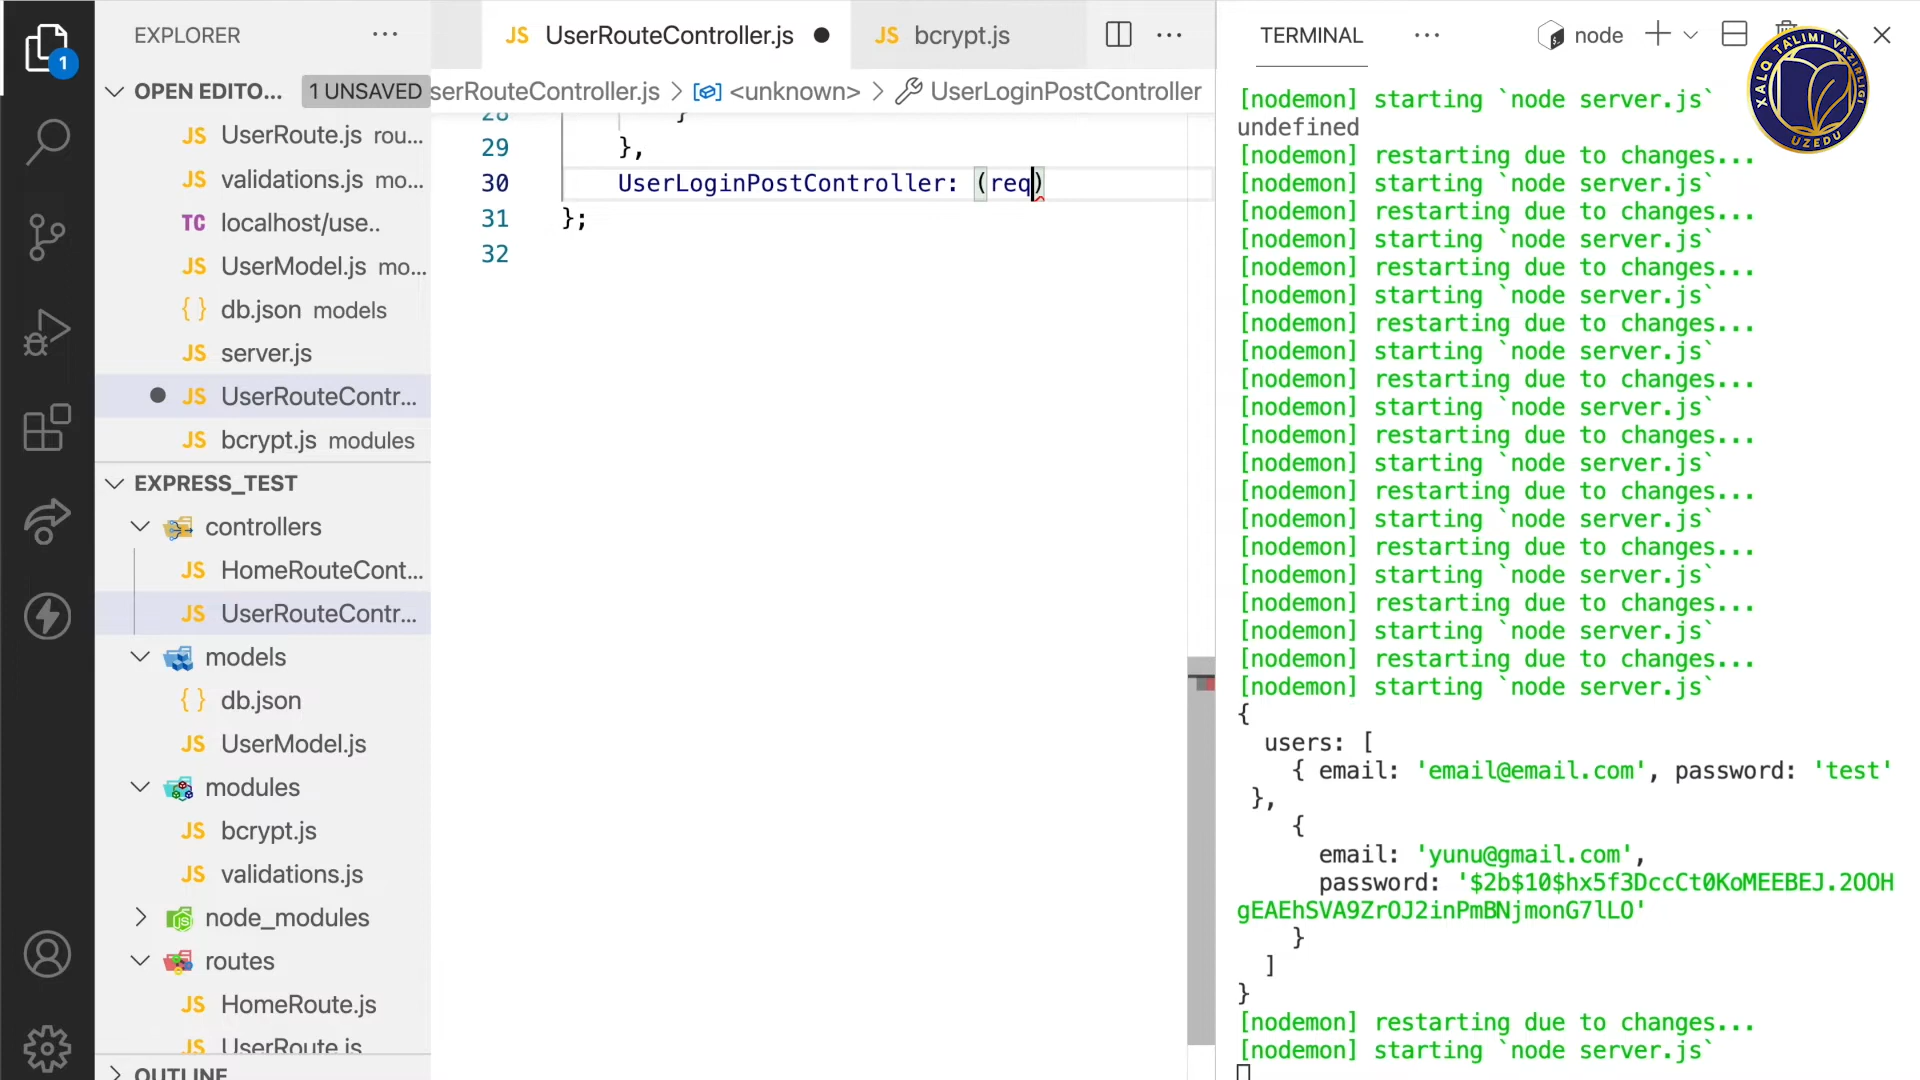 EXPLORER
OPEN EDITO... 1 UNSAVED
JS UserRoute.js rou...
JS validations.js mo...
TC localhost/use..
JS UserModel.js mo...
{ } db.json models
JS server.js
JS UserRouteContr...
JS bcrypt.js modules
EXPRESS_TEST
controllers
JS HomeRouteCont...
JS UserRouteContr...
models
{ } db.json
JS UserModel.js
modules
JS bcrypt.js
JS validations.js
node_modules
routes
JS HomeRoute.js
JS UserRoute.js
OUTLINE
1
JS UserRouteController.js
JS bcrypt.js
serRouteController.js > <unknown> > UserLoginPostController
28 }
29 },
30 UserLoginPostController: (req)
31 };
32
TERMINAL
node
[nodemon] starting `node server.js`
undefined
[nodemon] restarting due to changes...
[nodemon] starting `node server.js`
[nodemon] restarting due to changes...
[nodemon] starting `node server.js`
[nodemon] restarting due to changes...
[nodemon] starting `node server.js`
[nodemon] restarting due to changes...
[nodemon] starting `node server.js`
[nodemon] restarting due to changes...
[nodemon] starting `node server.js`
[nodemon] restarting due to changes...
[nodemon] starting `node server.js`
[nodemon] restarting due to changes...
[nodemon] starting `node server.js`
[nodemon] restarting due to changes...
[nodemon] starting `node server.js`
[nodemon] restarting due to changes...
[nodemon] starting `node server.js`
[nodemon] restarting due to changes...
[nodemon] starting `node server.js`
{
users: [
{ email: 'email@email.com', password: 'test'
},
{
email: 'yunu@gmail.com',
password: '$2b$10$hx5f3DccCt0KoMEEBEJ.2OOH
gEAEhSVA9ZrOJ2inPmBNjmonG7lLO'
}
]
}
[nodemon] restarting due to changes...
[nodemon] starting `node server.js`
XALQ TALIMI VAZIRLIGI
UZEDU